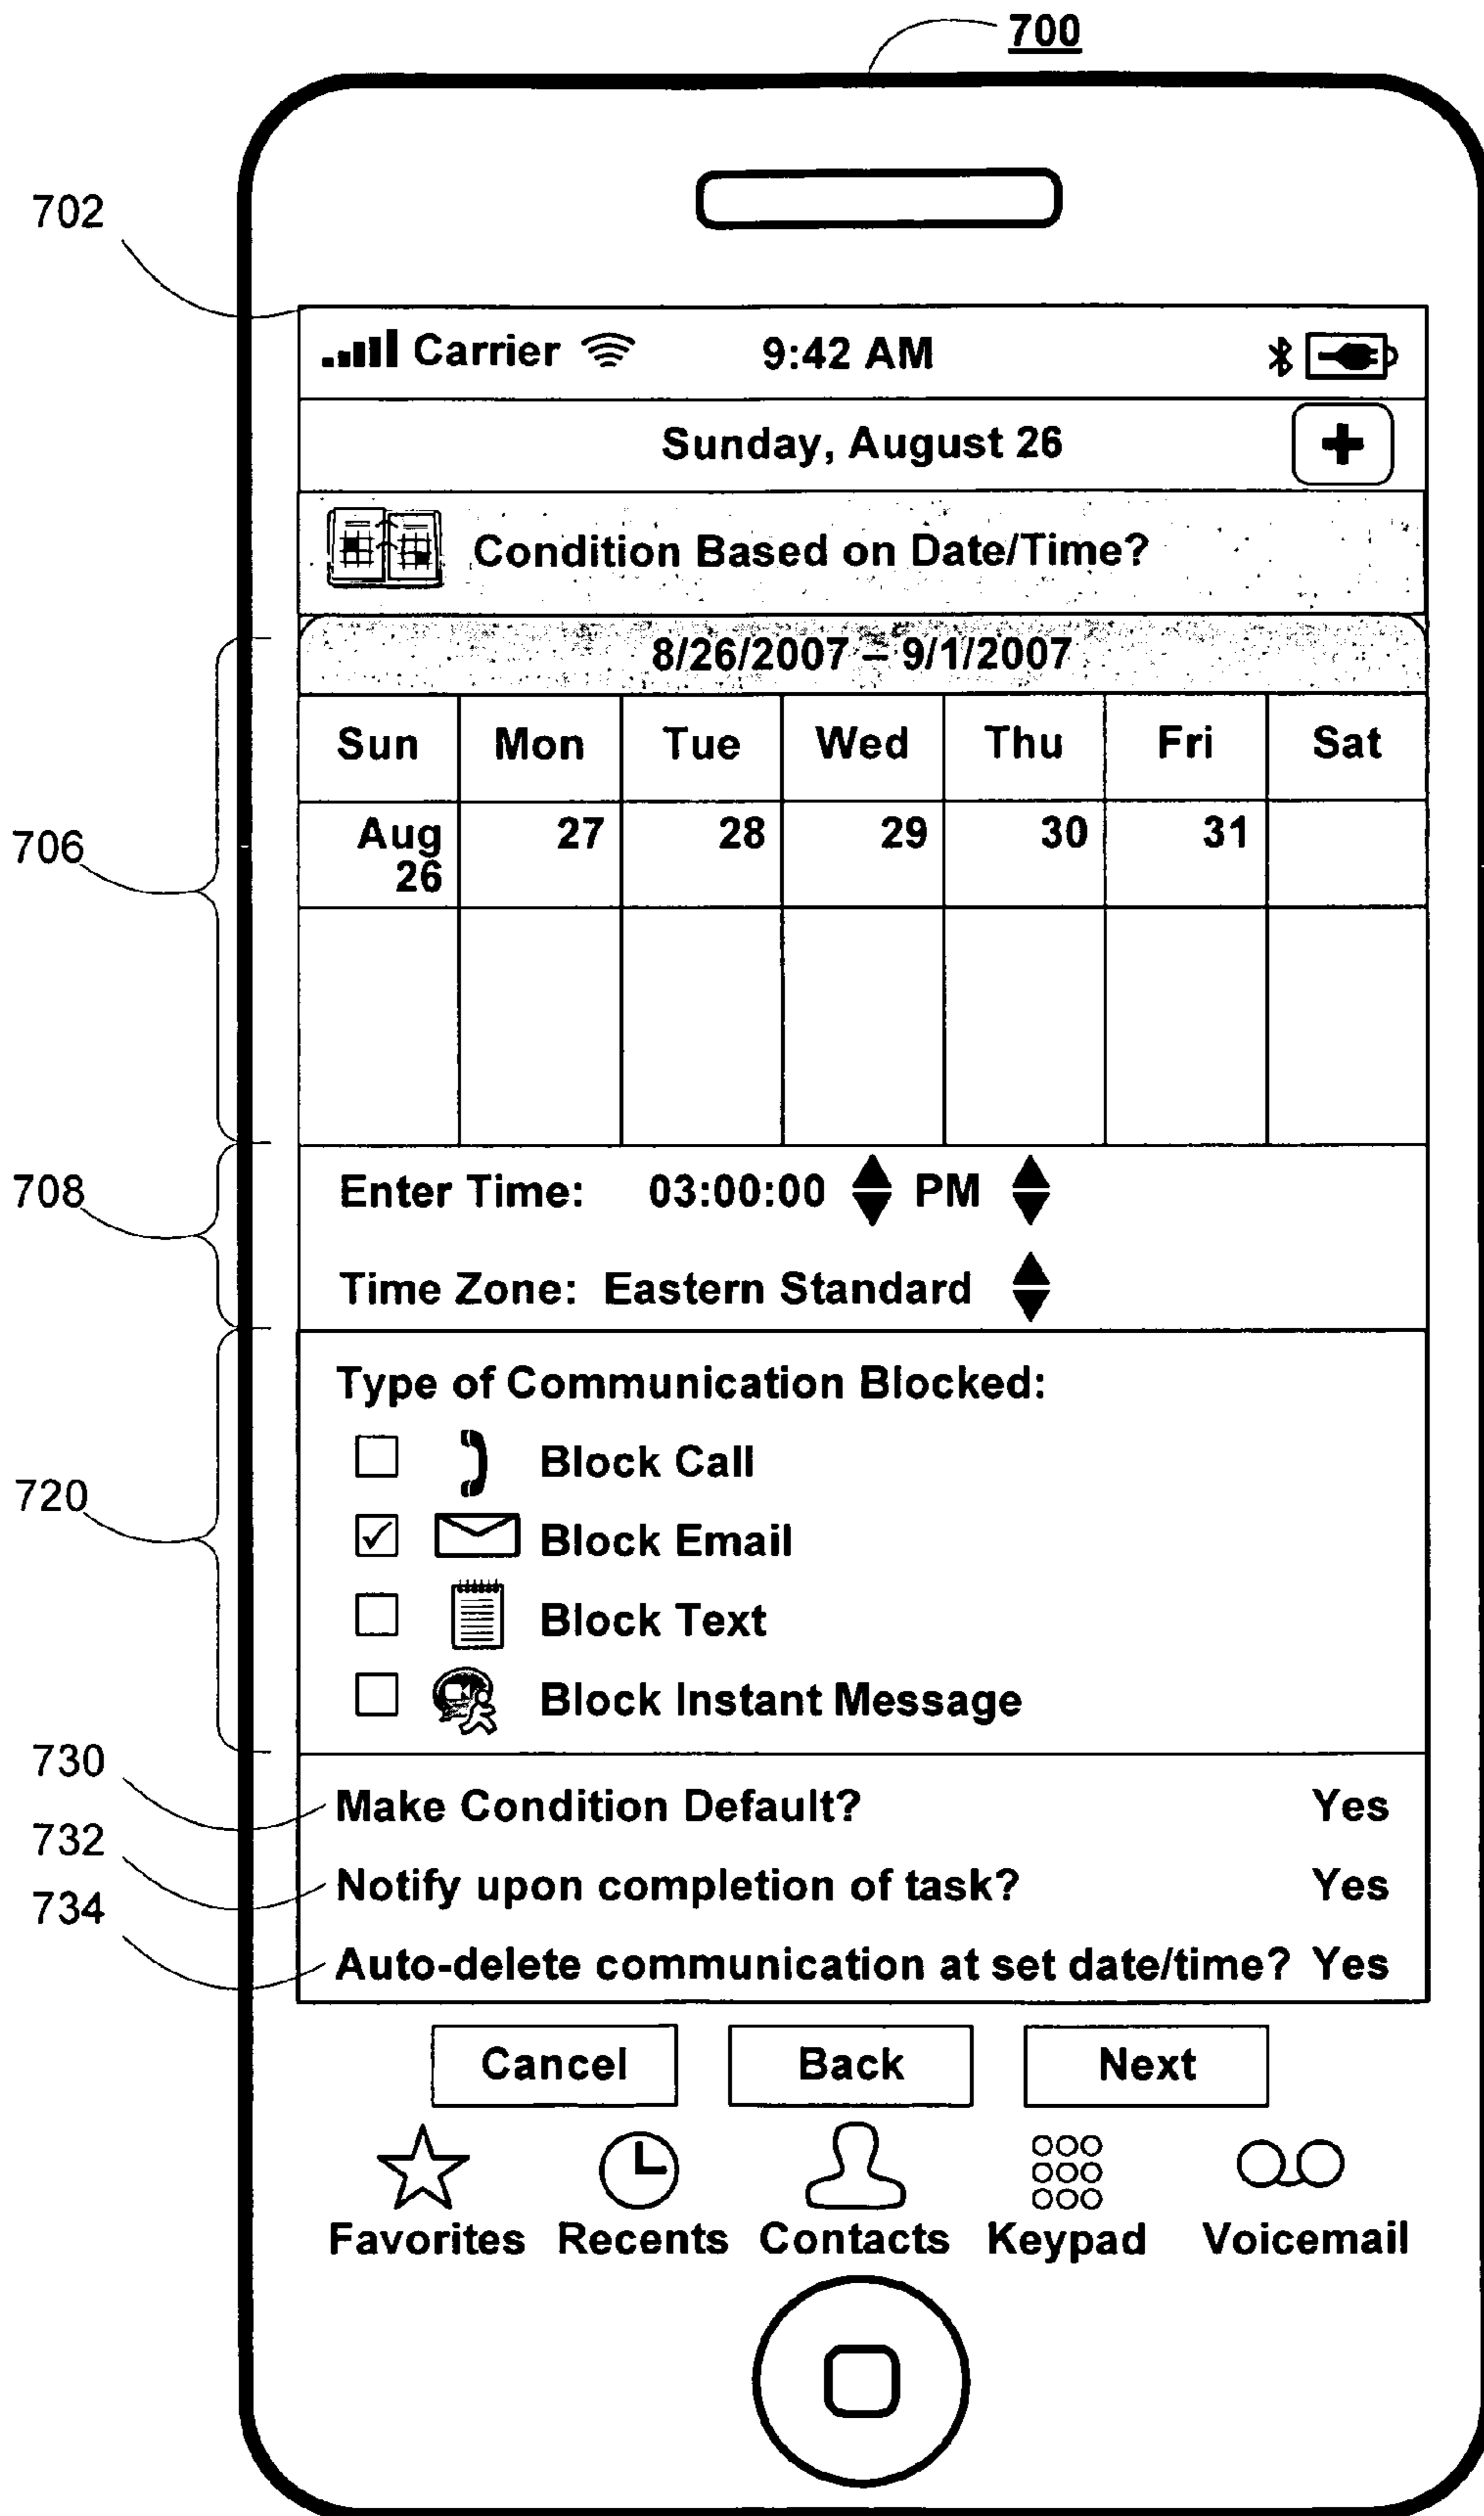 700
702
Carrier 9:42 AM
Sunday, August 26
+
Condition Based on Date/Time?
8/26/2007 – 9/1/2007
Sun Mon Tue Wed Thu Fri Sat
Aug 26 27 28 29 30 31
706
Enter Time: 03:00:00 PM
708
Time Zone: Eastern Standard
Type of Communication Blocked:
Block Call
720
Block Email
Block Text
Block Instant Message
730
Make Condition Default? Yes
732
Notify upon completion of task? Yes
734
Auto-delete communication at set date/time? Yes
Cancel Back Next
Favorites Recents Contacts Keypad Voicemail